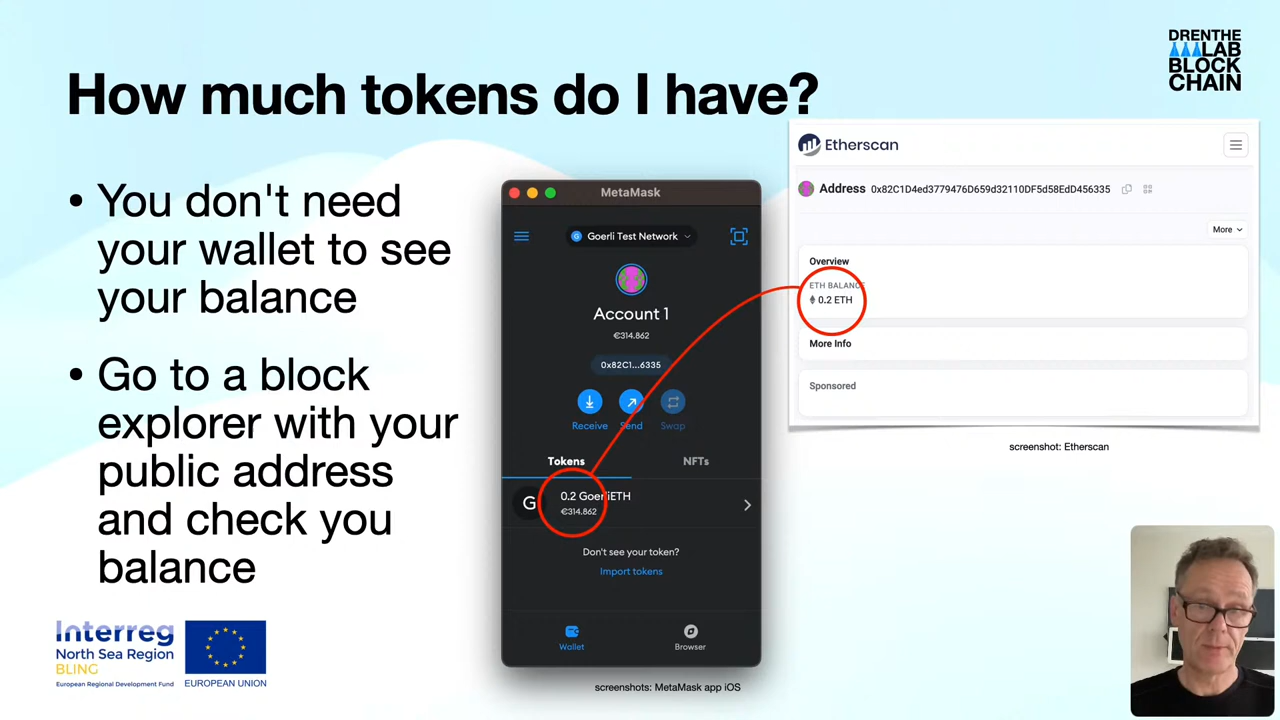 DRENTHE
LAB
BLOCK
CHAIN
How much tokens do I have?
• You don't need
your wallet to see
your balance
• Go to a block
explorer with your
public address
and check you
balance
MetaMask
G Goerli Test Network
Account 1
€314.862
0x82C1...6335
Receive Send Swap
Tokens NFTs
G 0.2 GoerliETH
€314.862
Don't see your token?
Import tokens
Wallet Browser
screenshots: MetaMask app iOS
Etherscan
Address 0x82C1D4ed3779476D659d32110DF5d58EdD456335
More
Overview
ETH BALANCE
0.2 ETH
More Info
Sponsored
screenshot: Etherscan
Interreg
North Sea Region
BLING
European Regional Development Fund EUROPEAN UNION